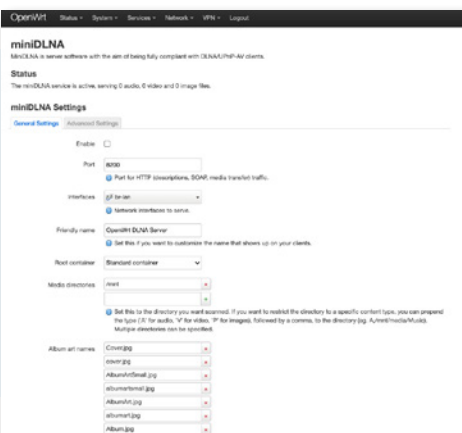 OpenWrt Status System Services Network VPN Logout
miniDLNA
MiniDLNA is server software with the aim of being fully compliant with DLNA/UPnP-AV clients.
Status
The miniDLNA service is active, serving 0 audio, 0 video and 0 image files.
miniDLNA Settings
General Settings Advanced Settings
Enable
Port 8200
Port for HTTP (descriptions, SOAP, media transfer) traffic.
Interfaces br-lan
Network interfaces to serve.
Friendly name OpenWrt DLNA Server
Set this if you want to customize the name that shows up on your clients.
Root container Standard container
Media directories /mnt
Set this to the directory you want scanned. If you want to restrict the directory to a specific content type, you can prepend
the type ('A' for audio, 'V' for video, 'P' for images), followed by a comma, to the directory (eg. A,/mnt/media/Music).
Multiple directories can be specified.
Album art names Cover.jpg
cover.jpg
AlbumArtSmall.jpg
albumartsmall.jpg
AlbumArt.jpg
albumart.jpg
Album.jpg